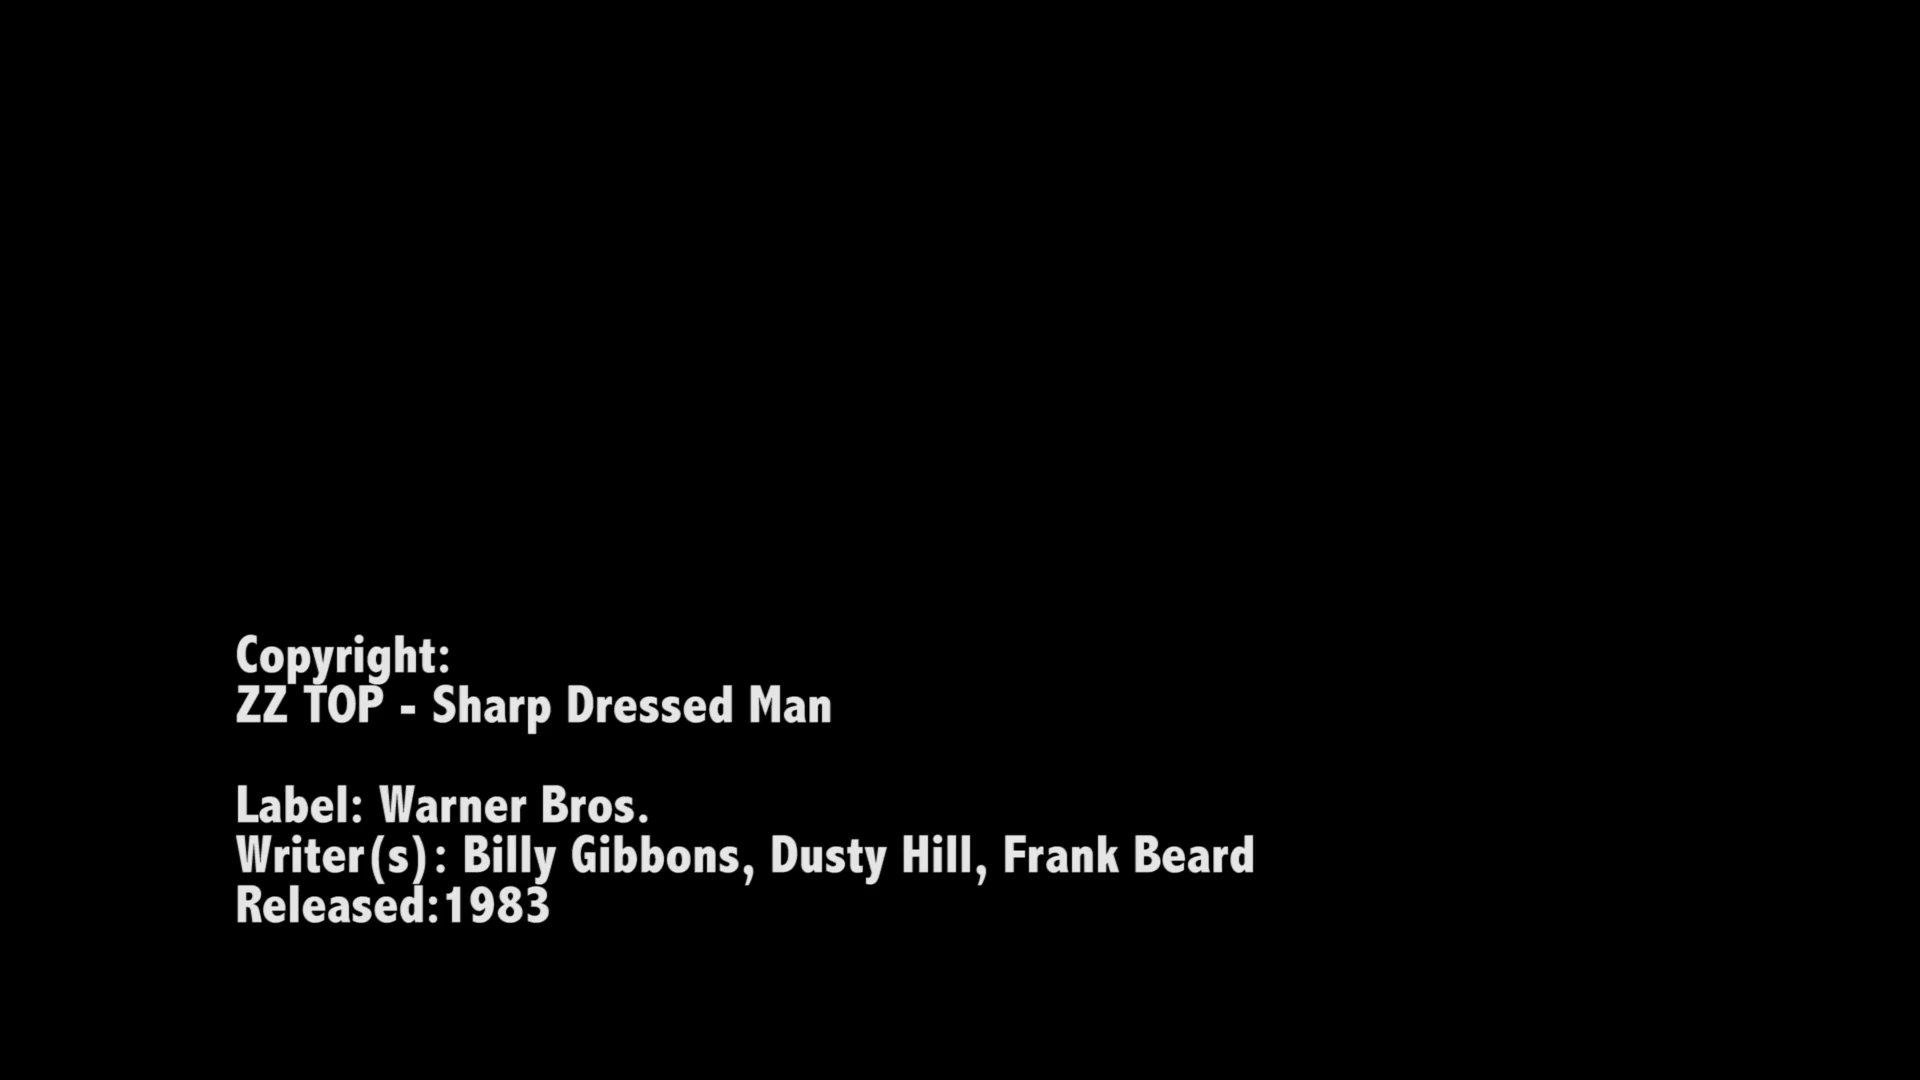 Copyright:
ZZ TOP - Sharp Dressed Man
Label: Warner Bros.
Writer(s): Billy Gibbons, Dusty Hill, Frank Beard
Released:1983